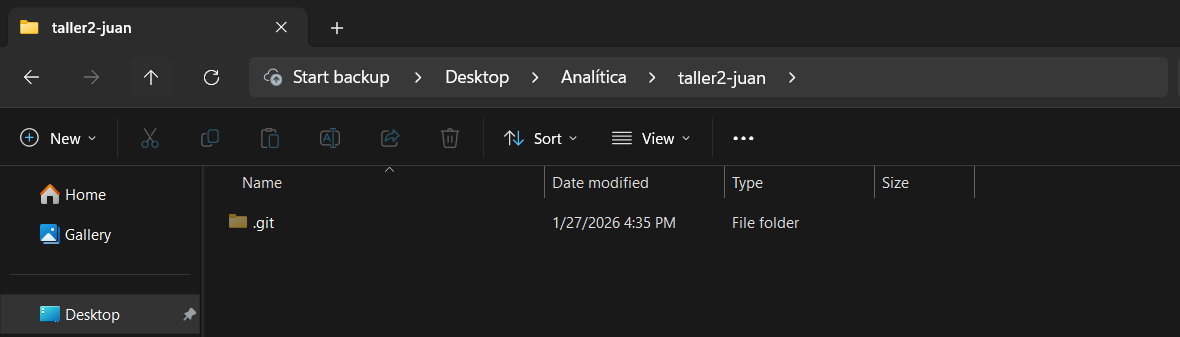 taller2-juan
Start backup > Desktop > Analítica > taller2-juan >
New Sort View
Name Date modified Type Size
Home
.git 1/27/2026 4:35 PM File folder
Gallery
Desktop